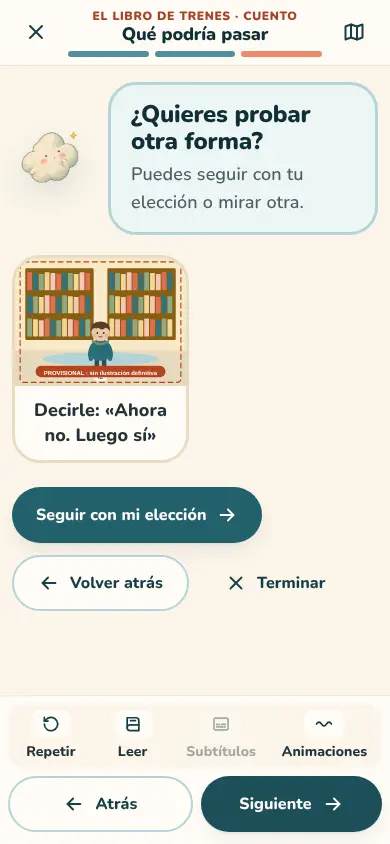 EL LIBRO DE TRENES · CUENTO
Qué podría pasar
¿Quieres probar
otra forma?
Puedes seguir con tu
elección o mirar otra.
PROVISIONAL · sin ilustración definitiva
Decirle: «Ahora
no. Luego sí»
Seguir con mi elección
Volver atrás
Terminar
Repetir
Leer
Subtítulos
Animaciones
Atrás
Siguiente